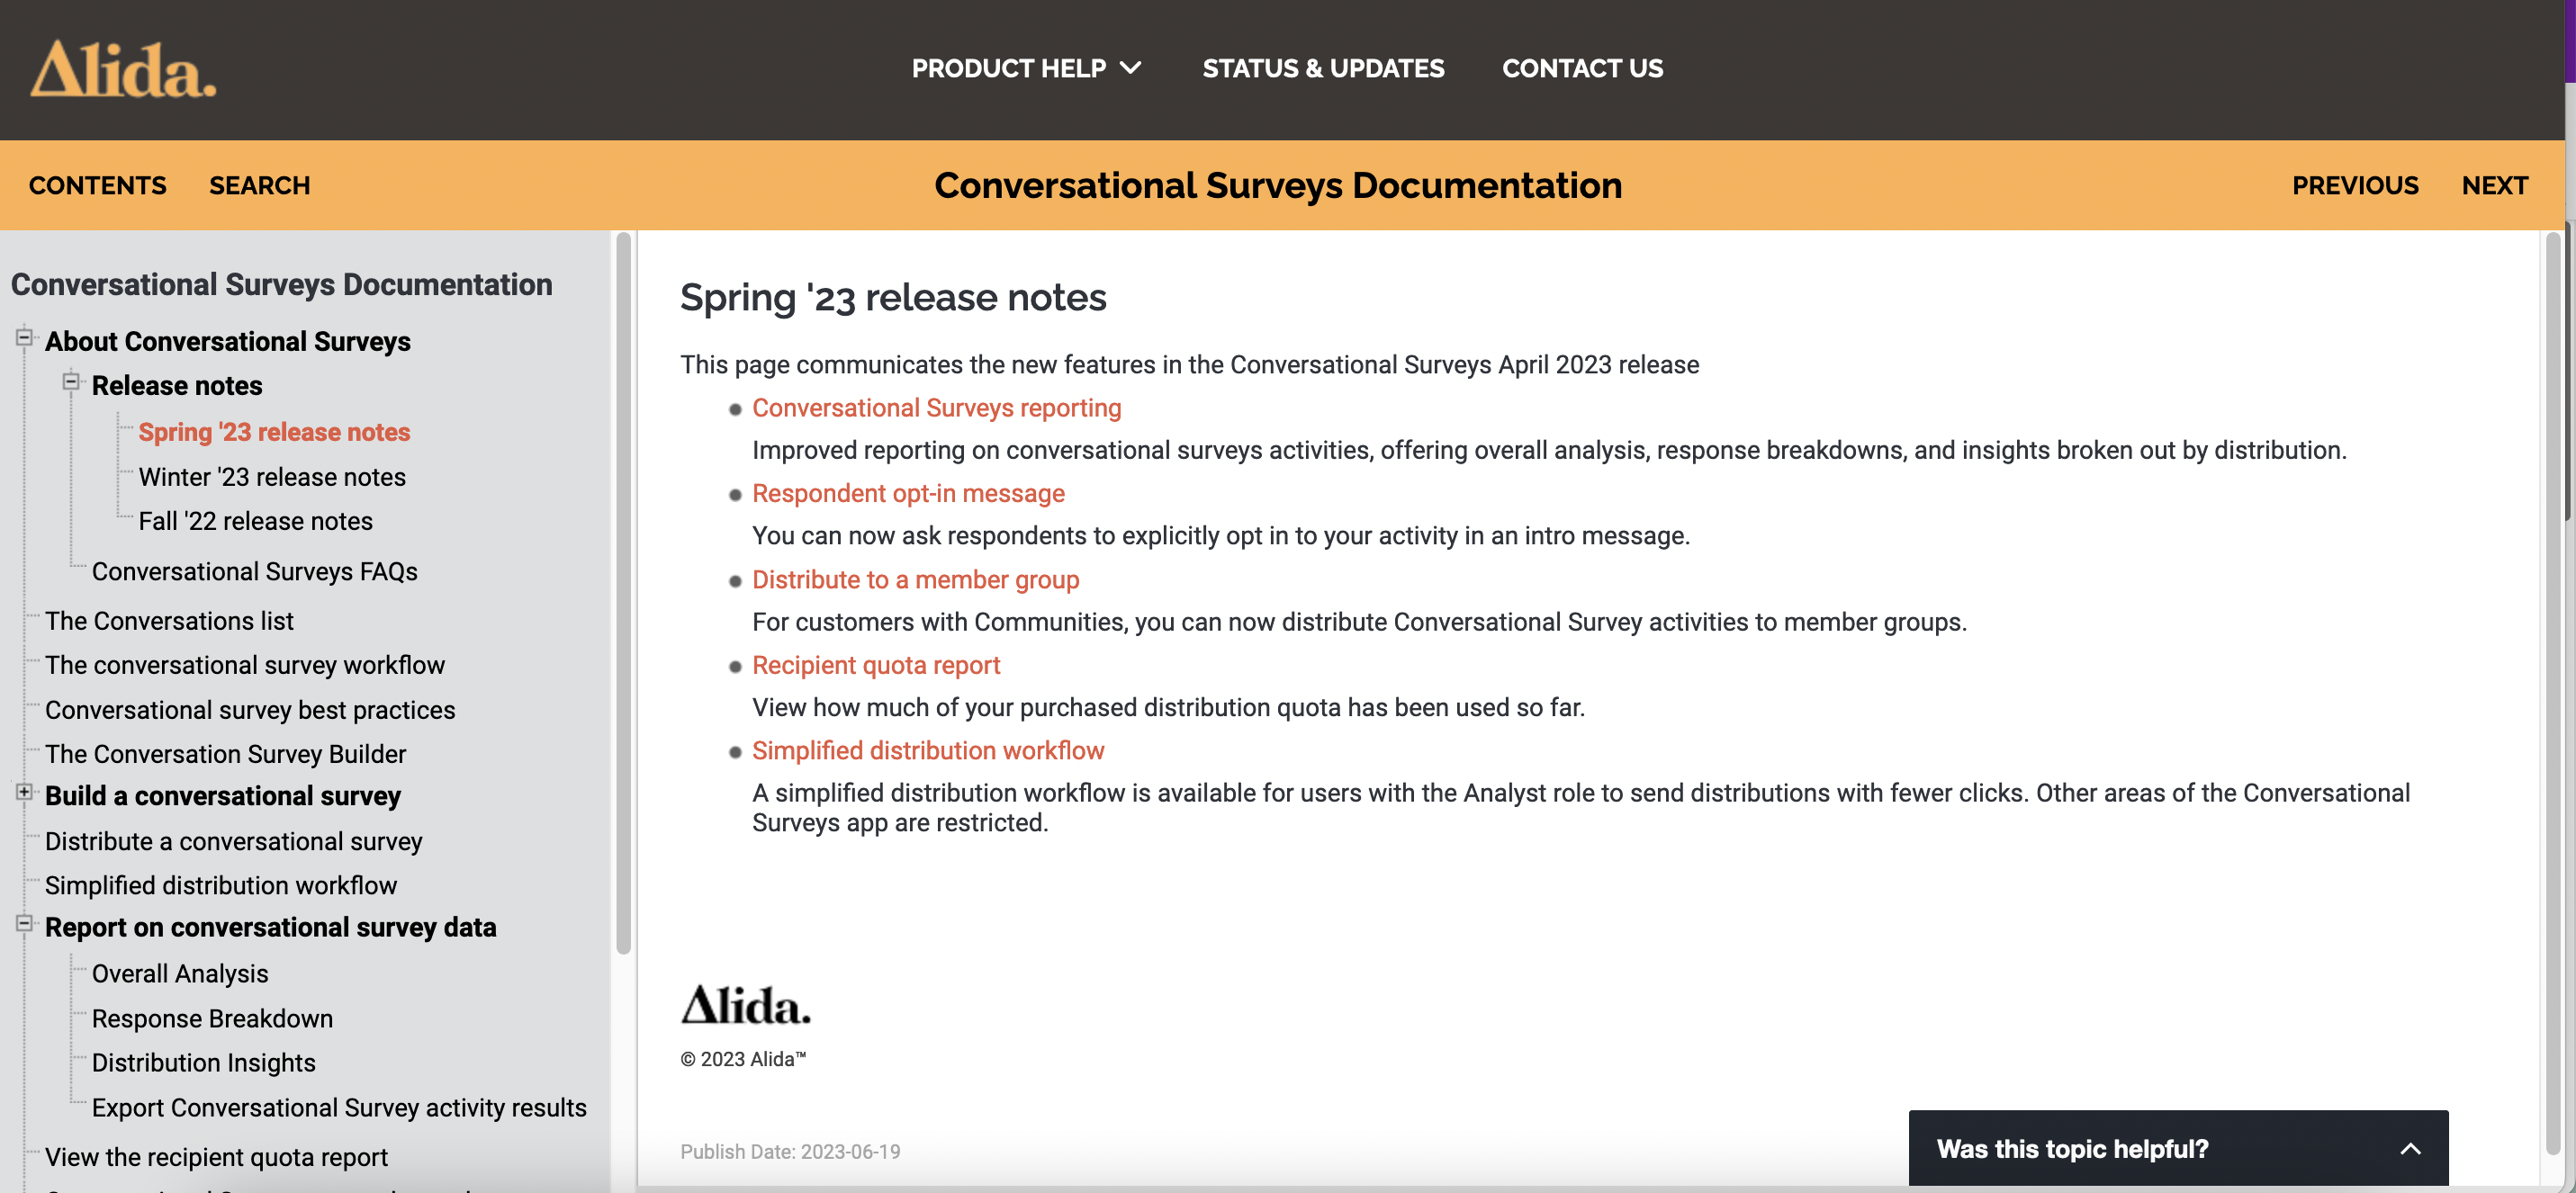 Alida.
PRODUCT HELP
STATUS & UPDATES
CONTACT US
CONTENTS
SEARCH
Conversational Surveys Documentation
PREVIOUS
NEXT
Conversational Surveys Documentation
About Conversational Surveys
Release notes
Spring '23 release notes
Winter '23 release notes
Fall '22 release notes
Conversational Surveys FAQs
The Conversations list
The conversational survey workflow
Conversational survey best practices
The Conversation Survey Builder
Build a conversational survey
Distribute a conversational survey
Simplified distribution workflow
Report on conversational survey data
Overall Analysis
Response Breakdown
Distribution Insights
Export Conversational Survey activity results
View the recipient quota report
Spring '23 release notes
This page communicates the new features in the Conversational Surveys April 2023 release
Conversational Surveys reporting
Improved reporting on conversational surveys activities, offering overall analysis, response breakdowns, and insights broken out by distribution.
Respondent opt-in message
You can now ask respondents to explicitly opt in to your activity in an intro message.
Distribute to a member group
For customers with Communities, you can now distribute Conversational Survey activities to member groups.
Recipient quota report
View how much of your purchased distribution quota has been used so far.
Simplified distribution workflow
A simplified distribution workflow is available for users with the Analyst role to send distributions with fewer clicks. Other areas of the Conversational
Surveys app are restricted.
Alida.
© 2023 Alida™
Publish Date: 2023-06-19
Was this topic helpful?